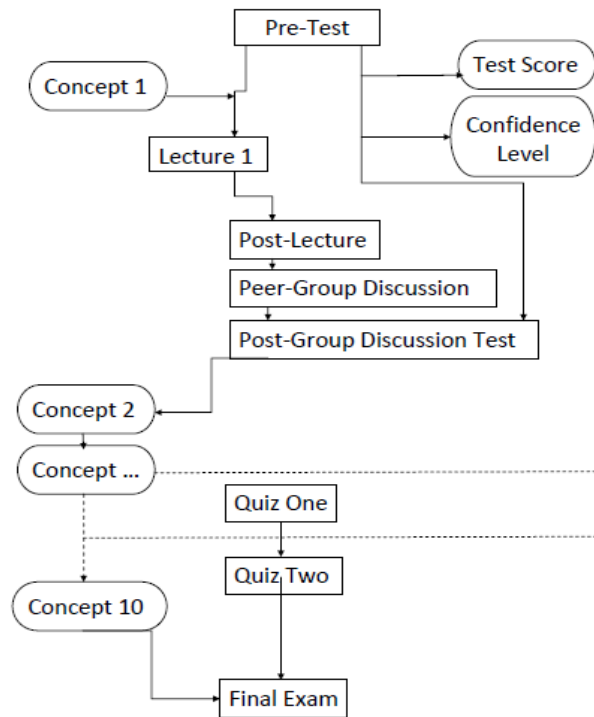 Pre-Test
Test Score
Concept 1
Confidence
Level
Lecture 1
Post-Lecture
Peer-Group Discussion
Post-Group Discussion Test
Concept 2
Concept ...
Quiz One
Quiz Two
Concept 10
Final Exam